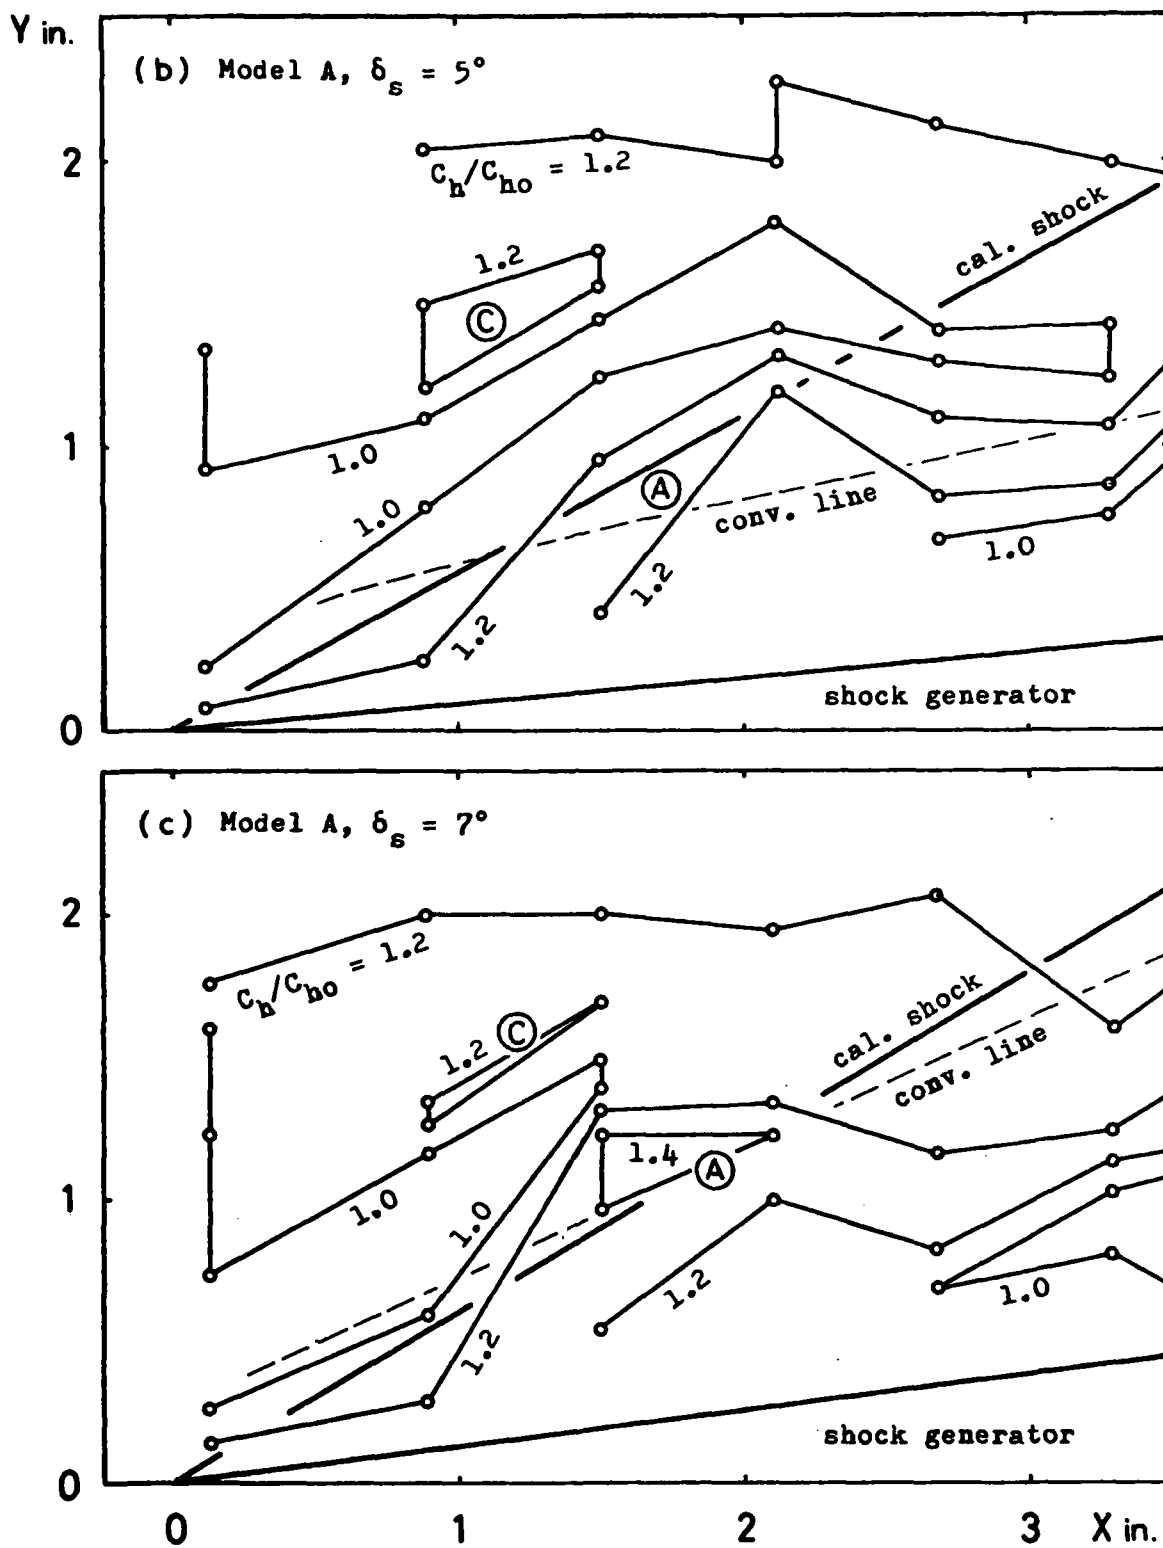 Y in.
(b) Model A, δs = 5°
2
Ch/Cho = 1.2
cal. shock
1.2
C
1
1.0
1.0
A
conv. line
1.2
1.2
1.0
shock generator
0
(c) Model A, δs = 7°
2
Ch/Cho = 1.2
cal. shock
1.2
C
conv. line
1.4
A
1
1.0
1.0
1.2
1.2
1.0
shock generator
0
0
1
2
3
X in.